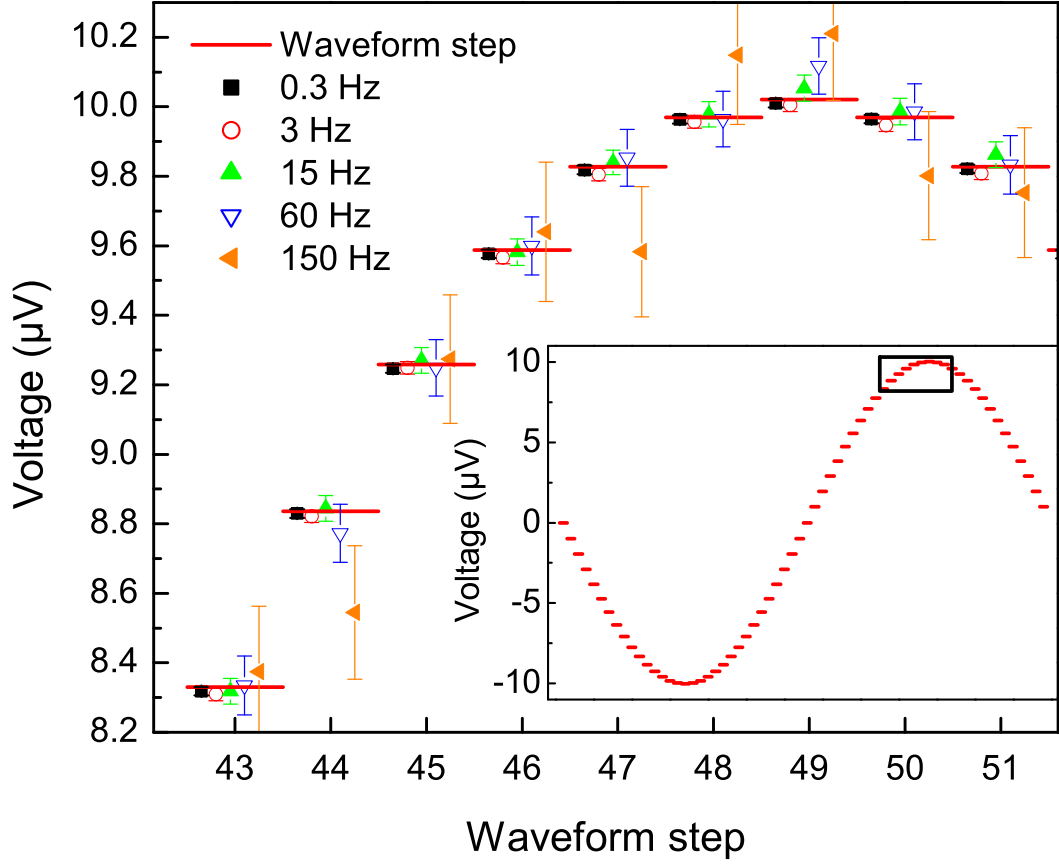 10.2
10.0
9.8
9.6
9.4
9.2
9.0
8.8
8.6
8.4
8.2
Voltage (µV)
Waveform step
0.3 Hz
3 Hz
15 Hz
60 Hz
150 Hz
10
5
0
-5
-10
Voltage (µV)
43 44 45 46 47 48 49 50 51
Waveform step